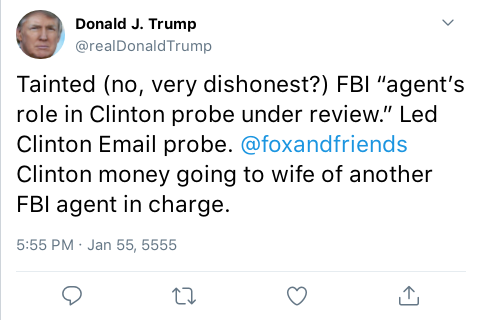 Donald J. Trump
@realDonaldTrump
Tainted (no, very dishonest?) FBI “agent’s
role in Clinton probe under review.” Led
Clinton Email probe. @foxandfriends
Clinton money going to wife of another
FBI agent in charge.
5:55 PM · Jan 55, 5555